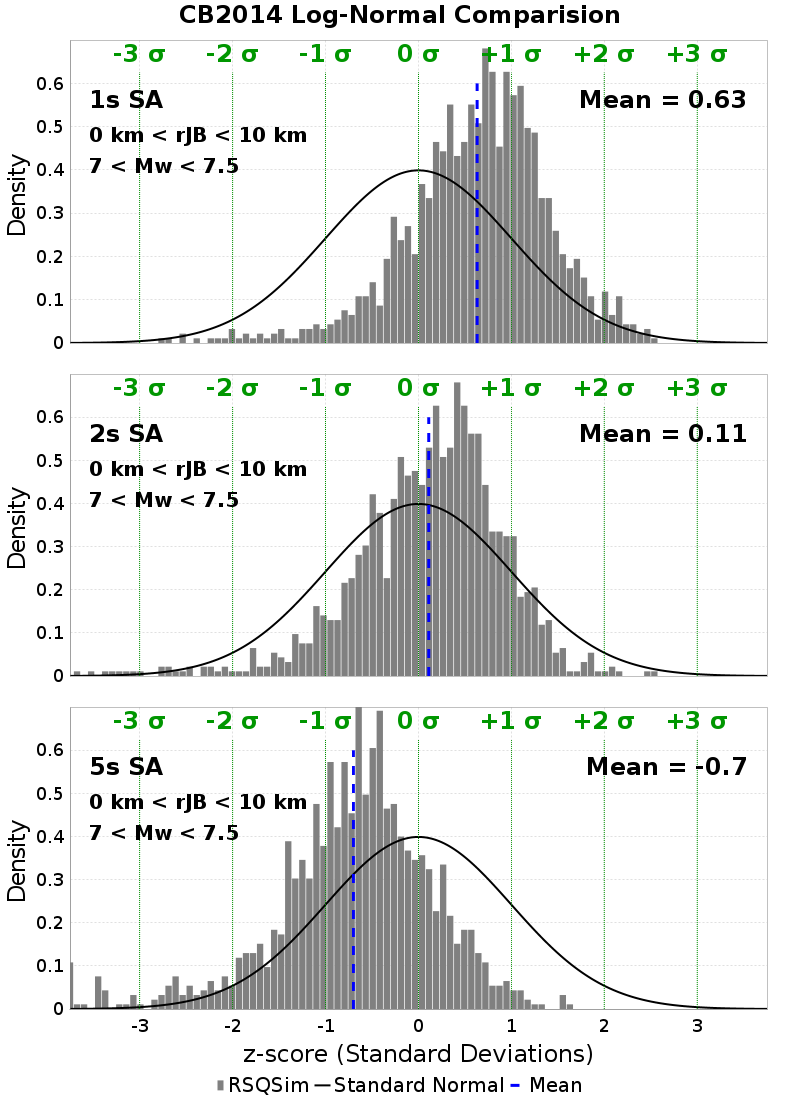 CB2014 Log-Normal Comparision
-3 σ -2 σ -1 σ 0 σ +1 σ +2 σ +3 σ
1s SA
Mean = 0.63
0 km < rJB < 10 km
7 < Mw < 7.5
Density
0.6
0.5
0.4
0.3
0.2
0.1
0
-3 σ -2 σ -1 σ 0 σ +1 σ +2 σ +3 σ
2s SA
Mean = 0.11
0 km < rJB < 10 km
7 < Mw < 7.5
Density
0.6
0.5
0.4
0.3
0.2
0.1
0
-3 σ -2 σ -1 σ 0 σ +1 σ +2 σ +3 σ
5s SA
Mean = -0.7
0 km < rJB < 10 km
7 < Mw < 7.5
Density
0.6
0.5
0.4
0.3
0.2
0.1
0
-3 -2 -1 0 1 2 3
z-score (Standard Deviations)
RSQSim Standard Normal Mean